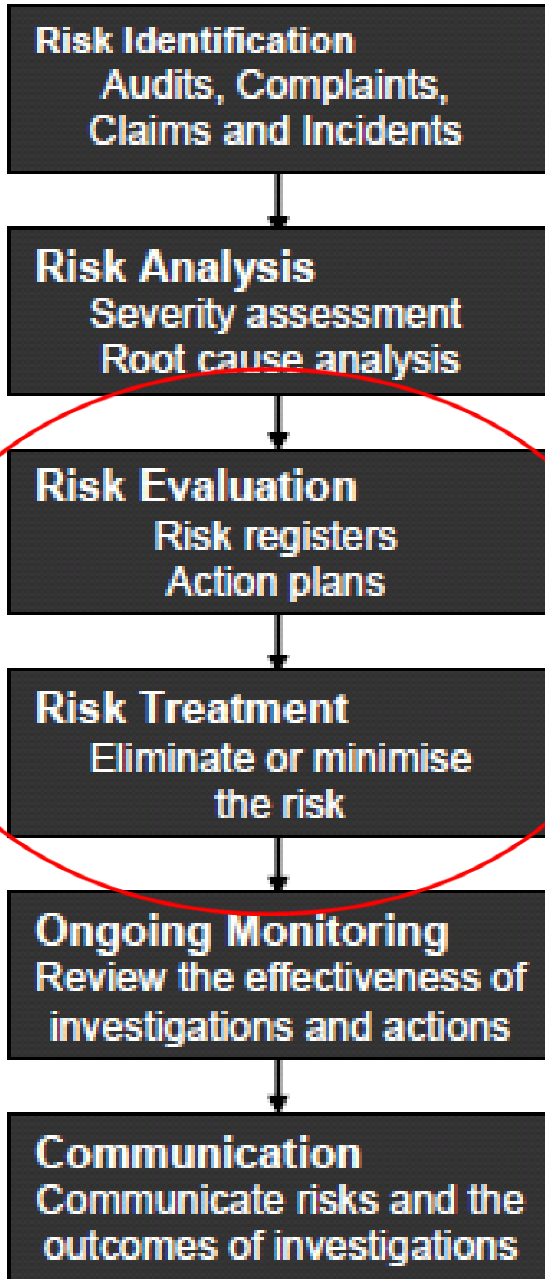 Risk Identification
Audits, Complaints,
Claims and Incidents
Risk Analysis
Severity assessment
Root cause analysis
Risk Evaluation
Risk registers
Action plans
Risk Treatment
Eliminate or minimise
the risk
Ongoing Monitoring
Review the effectiveness of
investigations and actions
Communication
Communicate risks and the
outcomes of investigations